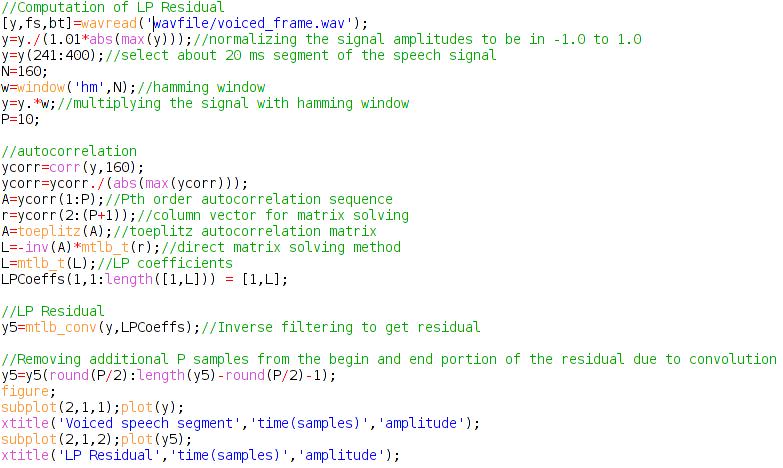 //Computation of LP Residual
[y,fs,bt]=wavread('wavfile/voiced_frame.wav');
y=y./(1.01*abs(max(y)));//normalizing the signal amplitudes to be in -1.0 to 1.0
y=y(241:400);//select about 20 ms segment of the speech signal
N=160;
w=window('hm',N);//hamming window
y=y.*w;//multiplying the signal with hamming window
P=10;
//autocorrelation
ycorr=corr(y,160);
ycorr=ycorr./(abs(max(ycorr)));
A=ycorr(1:P);//Pth order autocorrelation sequence
r=ycorr(2:(P+1));//column vector for matrix solving
A=toeplitz(A);//toeplitz autocorrelation matrix
L=-inv(A)*mtlb_t(r);//direct matrix solving method
L=mtlb_t(L);//LP coefficients
LPCoeffs(1,1:length([1,L])) = [1,L];
//LP Residual
y5=mtlb_conv(y,LPCoeffs);//Inverse filtering to get residual
//Removing additional P samples from the begin and end portion of the residual due to convolution
y5=y5(round(P/2):length(y5)-round(P/2)-1);
figure;
subplot(2,1,1);plot(y);
xtitle('Voiced speech segment','time(samples)','amplitude');
subplot(2,1,2);plot(y5);
xtitle('LP Residual','time(samples)','amplitude');